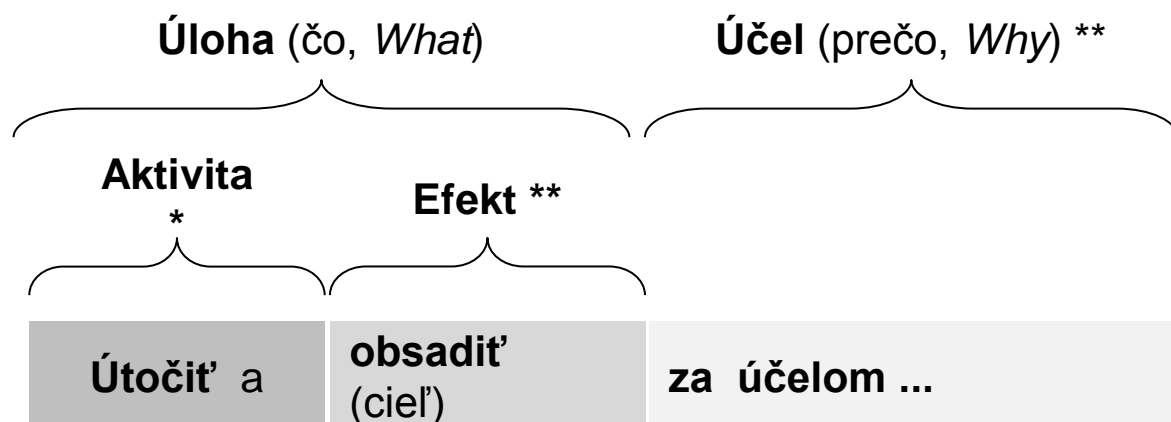 Úloha (čo, What)
Účel (prečo, Why) **
Aktivita
*
Efekt **
Útočiť a
obsadiť
(cieľ)
za účelom ...